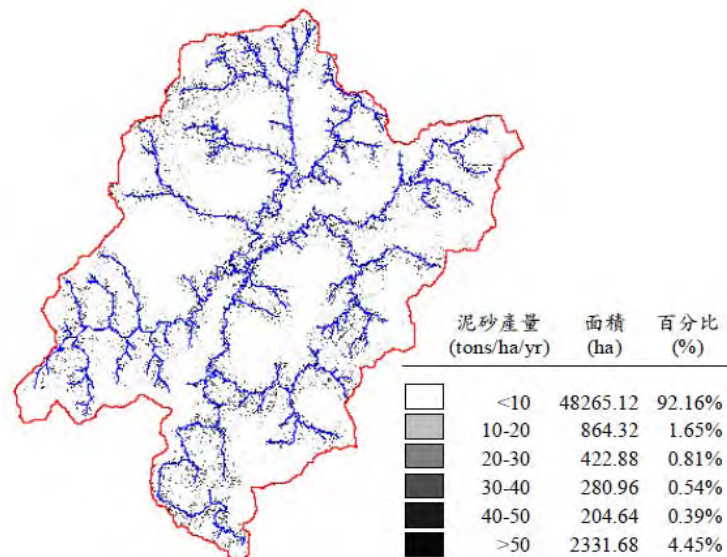 泥砂產量 面積 百分比
(tons/ha/yr) (ha) (%)
<10 48265.12 92.16%
10-20 864.32 1.65%
20-30 422.88 0.81%
30-40 280.96 0.54%
40-50 204.64 0.39%
>50 2331.68 4.45%